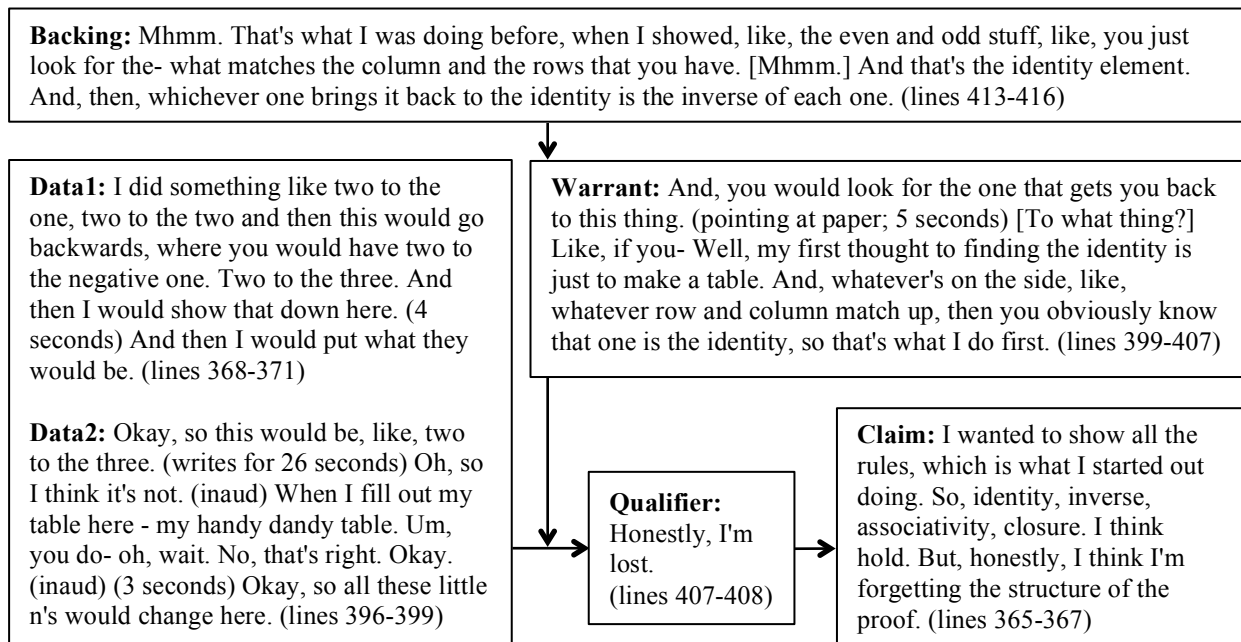 Backing: Mhmm. That's what I was doing before, when I showed, like, the even and odd stuff, like, you just
look for the- what matches the column and the rows that you have. [Mhmm.] And that's the identity element.
And, then, whichever one brings it back to the identity is the inverse of each one. (lines 413-416)
Data1: I did something like two to the
one, two to the two and then this would go
backwards, where you would have two to
the negative one. Two to the three. And
then I would show that down here. (4
seconds) And then I would put what they
would be. (lines 368-371)
Data2: Okay, so this would be, like, two
to the three. (writes for 26 seconds) Oh, so
I think it's not. (inaud) When I fill out my
table here - my handy dandy table. Um,
you do- oh, wait. No, that's right. Okay.
(inaud) (3 seconds) Okay, so all these little
n's would change here. (lines 396-399)
Warrant: And, you would look for the one that gets you back
to this thing. (pointing at paper; 5 seconds) [To what thing?]
Like, if you- Well, my first thought to finding the identity is
just to make a table. And, whatever's on the side, like,
whatever row and column match up, then you obviously know
that one is the identity, so that's what I do first. (lines 399-407)
Qualifier:
Honestly, I'm
lost.
(lines 407-408)
Claim: I wanted to show all the
rules, which is what I started out
doing. So, identity, inverse,
associativity, closure. I think
hold. But, honestly, I think I'm
forgetting the structure of the
proof. (lines 365-367)